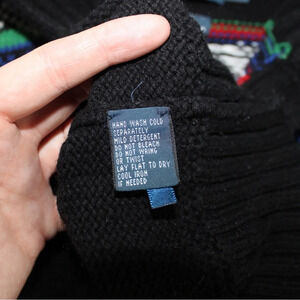 HAND WASH COLD
SEPARATELY
MILD DETERGENT
DO NOT BLEACH
DO NOT WRING
OR TWIST
LAY FLAT TO DRY
COOL IRON
IF NEEDED